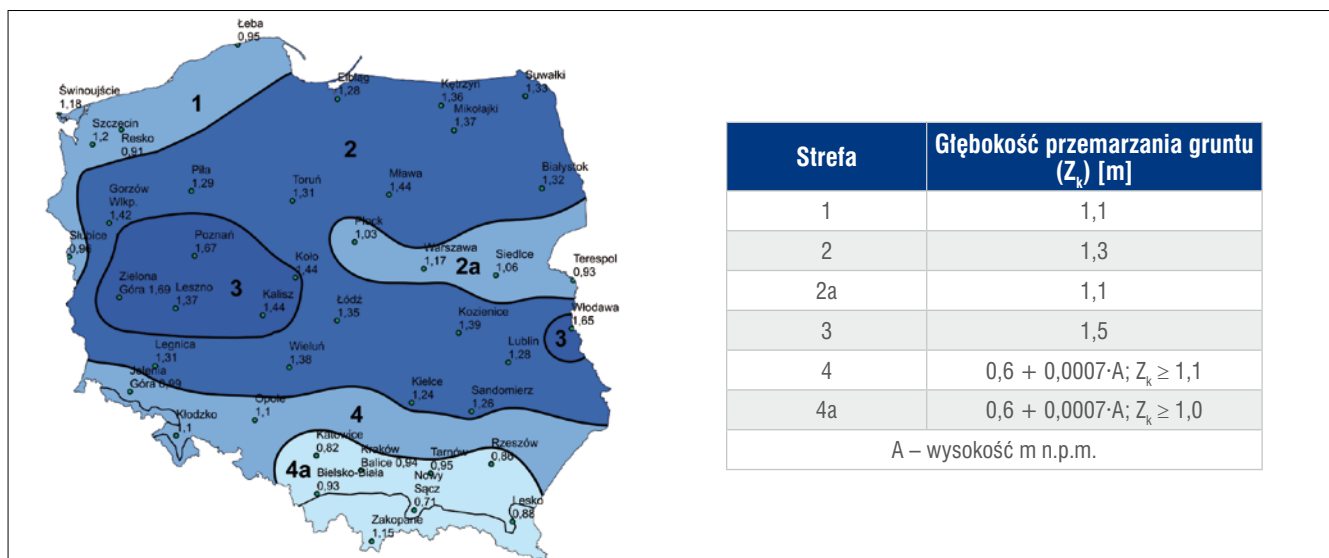 Łeba
0,95
Świnoujście
1,18
1
Szczecin
1,2
Resko
0,91
Elbląg
1,28
Kętrzyn
1,36
Suwałki
1,33
Mikołajki
1,37
2
Piła
1,29
Gorzów
Wlkp.
1,42
Toruń
1,31
Mława
1,44
Białystok
1,32
Słubice
0,96
Poznań
1,67
Płock
1,03
Warszawa
1,17
2a
Siedlce
1,06
Terespol
0,93
Koło
1,44
Zielona
Góra 1,69
Leszno
1,37
3
Kalisz
1,44
Łódź
1,35
Kozienice
1,39
Włodawa
1,65
3
Legnica
1,31
Wieluń
1,38
Lublin
1,28
Jelenia
Góra 0,99
Kielce
1,24
Sandomierz
1,26
Kłodzko
1,1
Opole
1,1
4
Katowice
0,82
Kraków
Balice 0,94
Tarnów
0,95
Rzeszów
0,86
4a
Bielsko-Biała
0,93
Nowy
Sącz
0,71
Lesko
0,88
Zakopane
1,15
Strefa
Głębokość przemarzania gruntu
(Zk) [m]
1 1,1
2 1,3
2a 1,1
3 1,5
4 0,6 + 0,0007·A; Zk ≥ 1,1
4a 0,6 + 0,0007·A; Zk ≥ 1,0
A – wysokość m n.p.m.